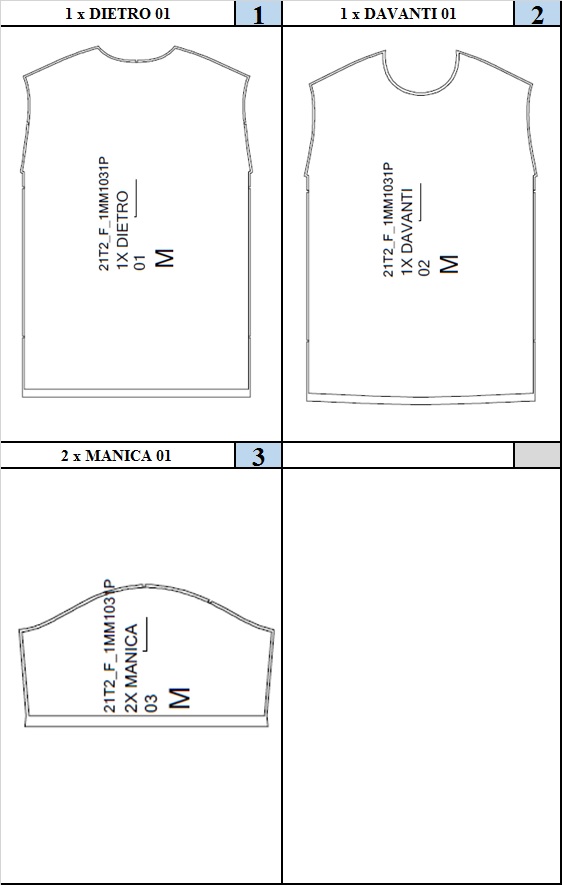 1 x DIETRO 01
1
1 x DAVANTI 01
2
21T2_F_1MM1031P
1X DIETRO
01
M
21T2_F_1MM1031P
1X DAVANTI
02
M
2 x MANICA 01
3
21T2_F_1MM1031P
2X MANICA
03
M